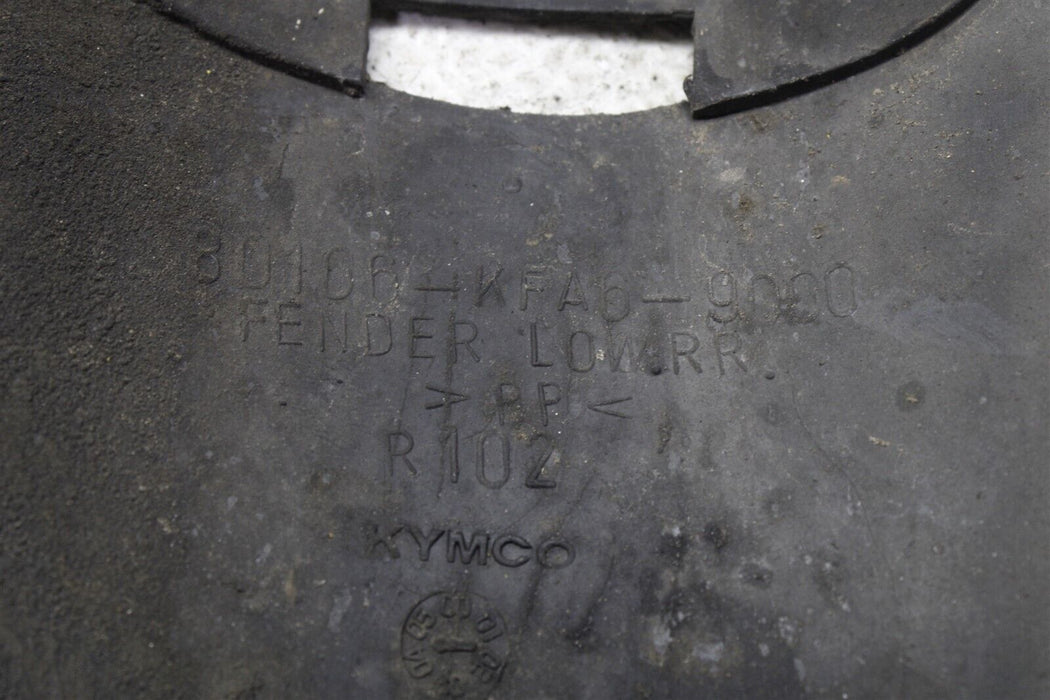 80106-KFA6-9000
FENDER LOW.RR.
>PP<
R102
KYMCO